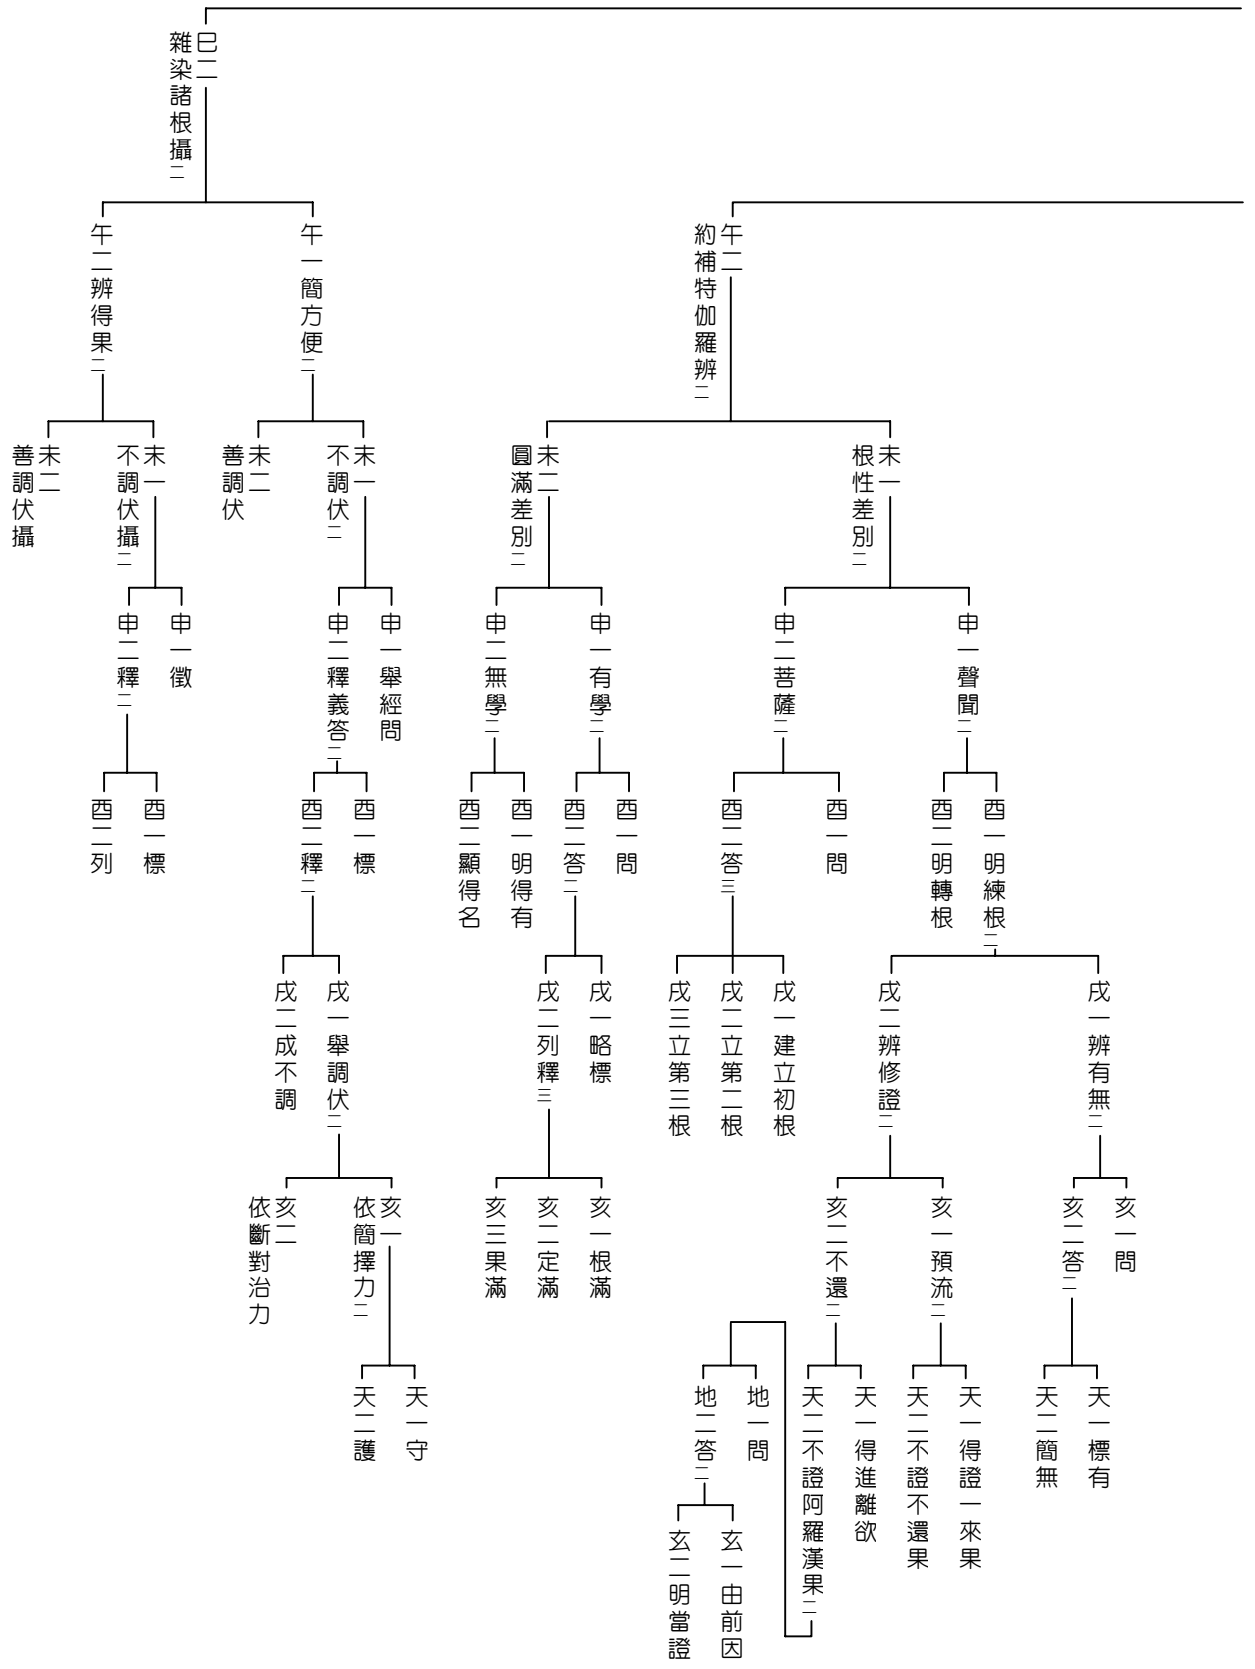 午二
約補特伽羅辨二
未一
根性差別二
申一聲聞二
酉一明練根二
戌一辨有無二
亥一問
亥二答二
天一標有
天二簡無
戌二辨修證二
亥一預流二
天一得證一來果
天二不證不還果
亥二不還二
天一得進離欲
天二不證阿羅漢果二
地一問
地二答二
玄一由前因
玄二明當證
酉二明轉根
申二菩薩二
酉一問
酉二答三
戌一建立初根
戌二立第二根
戌三立第三根
未二
圓滿差別二
申一有學二
酉一問
酉二答二
戌一略標
戌二列釋三
亥一根滿
亥二定滿
亥三果滿
申二無學二
酉一明得有
酉二顯得名
巳二
雜染諸根攝二
午一簡方便二
未一
不調伏二
申一舉經問
申二釋義答二
酉一標
酉二釋二
戌一舉調伏二
亥一
依簡擇力二
天一守
天二護
亥二
依斷對治力
戌二成不調
未二
善調伏
午二辨得果二
未一
不調伏攝二
申一徵
申二釋二
酉一標
酉二列
未二
善調伏攝